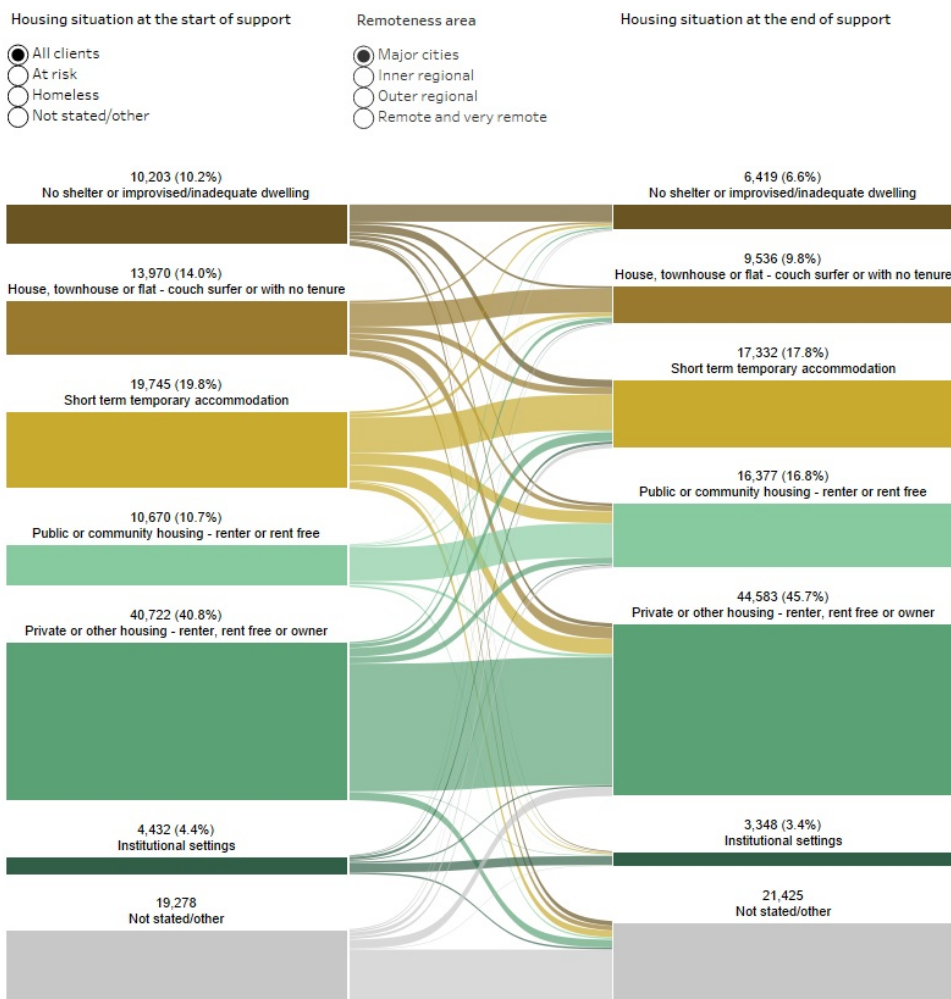 Housing situation at the start of support
Remoteness area
Housing situation at the end of support
All clients
At risk
Homeless
Not stated/other
Major cities
Inner regional
Outer regional
Remote and very remote
10,203 (10.2%)
No shelter or improvised/inadequate dwelling
13,970 (14.0%)
House, townhouse or flat - couch surfer or with no tenure
19,745 (19.8%)
Short term temporary accommodation
10,670 (10.7%)
Public or community housing - renter or rent free
40,722 (40.8%)
Private or other housing - renter, rent free or owner
4,432 (4.4%)
Institutional settings
19,278
Not stated/other
6,419 (6.6%)
No shelter or improvised/inadequate dwelling
9,536 (9.8%)
House, townhouse or flat - couch surfer or with no tenure
17,332 (17.8%)
Short term temporary accommodation
16,377 (16.8%)
Public or community housing - renter or rent free
44,583 (45.7%)
Private or other housing - renter, rent free or owner
3,348 (3.4%)
Institutional settings
21,425
Not stated/other